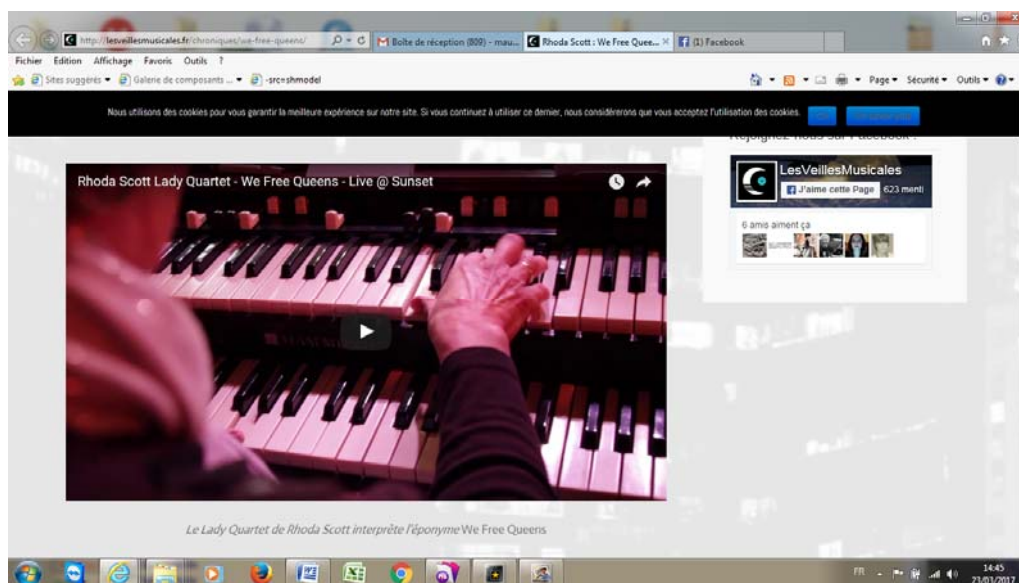 http://lesveillesmusicales.fr/chroniques/we-free-queens/
Boîte de réception (809) - mau...
Rhoda Scott : We Free Quee...
(1) Facebook
Fichier Edition Affichage Favoris Outils ?
Sites suggérés
Galerie de composants ...
-src=shmodel
Page
Sécurité
Outils
Nous utilisons des cookies pour vous garantir la meilleure expérience sur notre site. Si vous continuez à utiliser ce dernier, nous considérerons que vous acceptez l'utilisation des cookies.
Rejoignez-nous sur Facebook !
Rhoda Scott Lady Quartet - We Free Queens - Live @ Sunset
LesVeillesMusicales
J'aime cette Page
623 menti
6 amis aiment ça
Le Lady Quartet de Rhoda Scott interprète l'éponyme We Free Queens
FR
14:45
23/03/2017